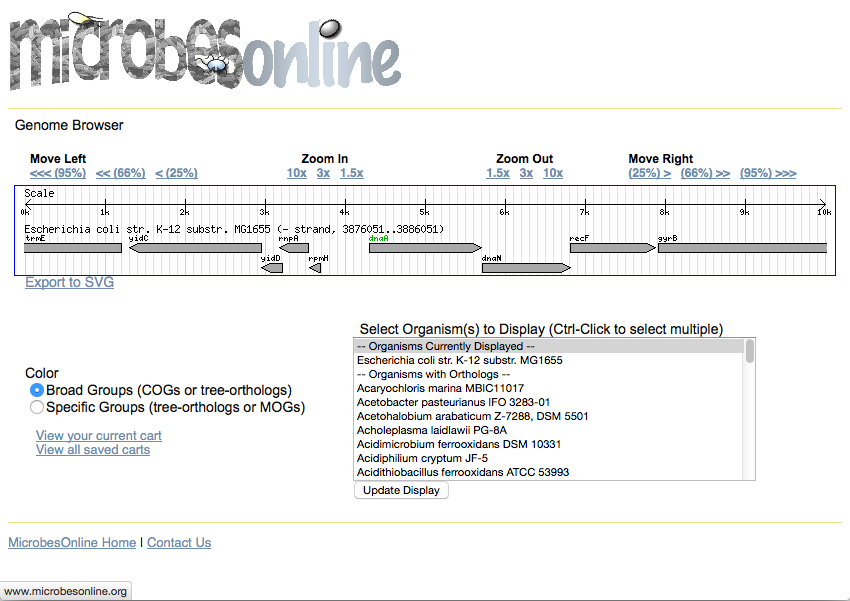 microbesonline
Genome Browser
Move Left Zoom In Zoom Out Move Right
<<< (95%) << (66%) < (25%) 10x 3x 1.5x 1.5x 3x 10x (25%) > (66%) >> (95%) >>>
Scale
0k 1k 2k 3k 4k 5k 6k 7k 8k 9k 10k
Escherichia coli str. K-12 substr. MG1655 (- strand, 3876051..3886051)
trmE yidC rnpA dnaA recF gyrB
yidD rpmH dnaN
Export to SVG
Select Organism(s) to Display (Ctrl-Click to select multiple)
-- Organisms Currently Displayed --
Escherichia coli str. K-12 substr. MG1655
-- Organisms with Orthologs --
Acaryochloris marina MBIC11017
Acetobacter pasteurianus IFO 3283-01
Acetohalobium arabaticum Z-7288, DSM 5501
Acholeplasma laidlawii PG-8A
Acidimicrobium ferrooxidans DSM 10331
Acidiphilium cryptum JF-5
Acidithiobacillus ferrooxidans ATCC 53993
Update Display
Color
Broad Groups (COGs or tree-orthologs)
Specific Groups (tree-orthologs or MOGs)
View your current cart
View all saved carts
MicrobesOnline Home | Contact Us
www.microbesonline.org